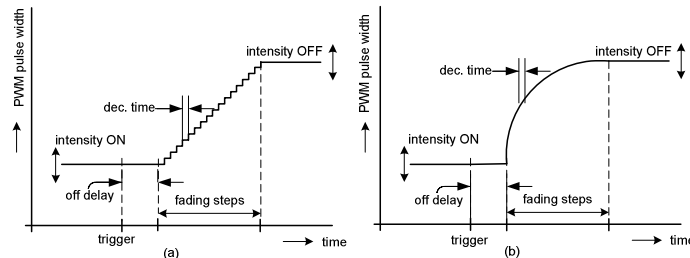 PWM pulse width
intensity OFF
dec. time
intensity ON
off delay
fading steps
trigger
time
(a)
PWM pulse width
intensity OFF
dec. time
intensity ON
off delay
fading steps
trigger
time
(b)